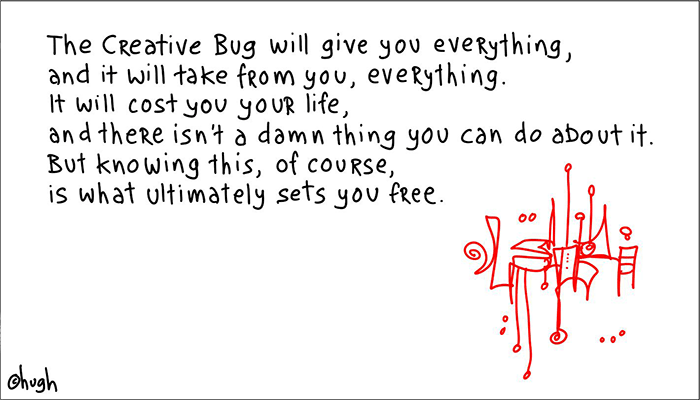 The Creative Bug will give you everything,
and it will take from you, everything.
It will cost you your life,
and there isn't a damn thing you can do about it.
But knowing this, of course,
is what ultimately sets you free.
©hugh